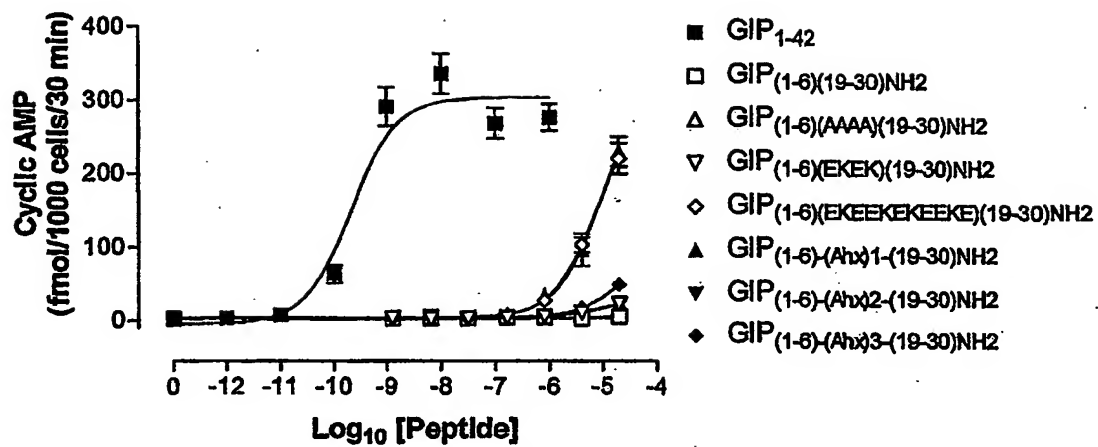 400
300
200
100
0
Cyclic AMP
(fmol/1000 cells/30 min)
0 -12 -11 -10 -9 -8 -7 -6 -5 -4
Log10 [Peptide]
GIP1-42
GIP(1-6)(19-30)NH2
GIP(1-6)(AAAA)(19-30)NH2
GIP(1-6)(EKEK)(19-30)NH2
GIP(1-6)(EKEEKEKEEKE)(19-30)NH2
GIP(1-6)-(Ahx)1-(19-30)NH2
GIP(1-6)-(Ahx)2-(19-30)NH2
GIP(1-6)-(Ahx)3-(19-30)NH2